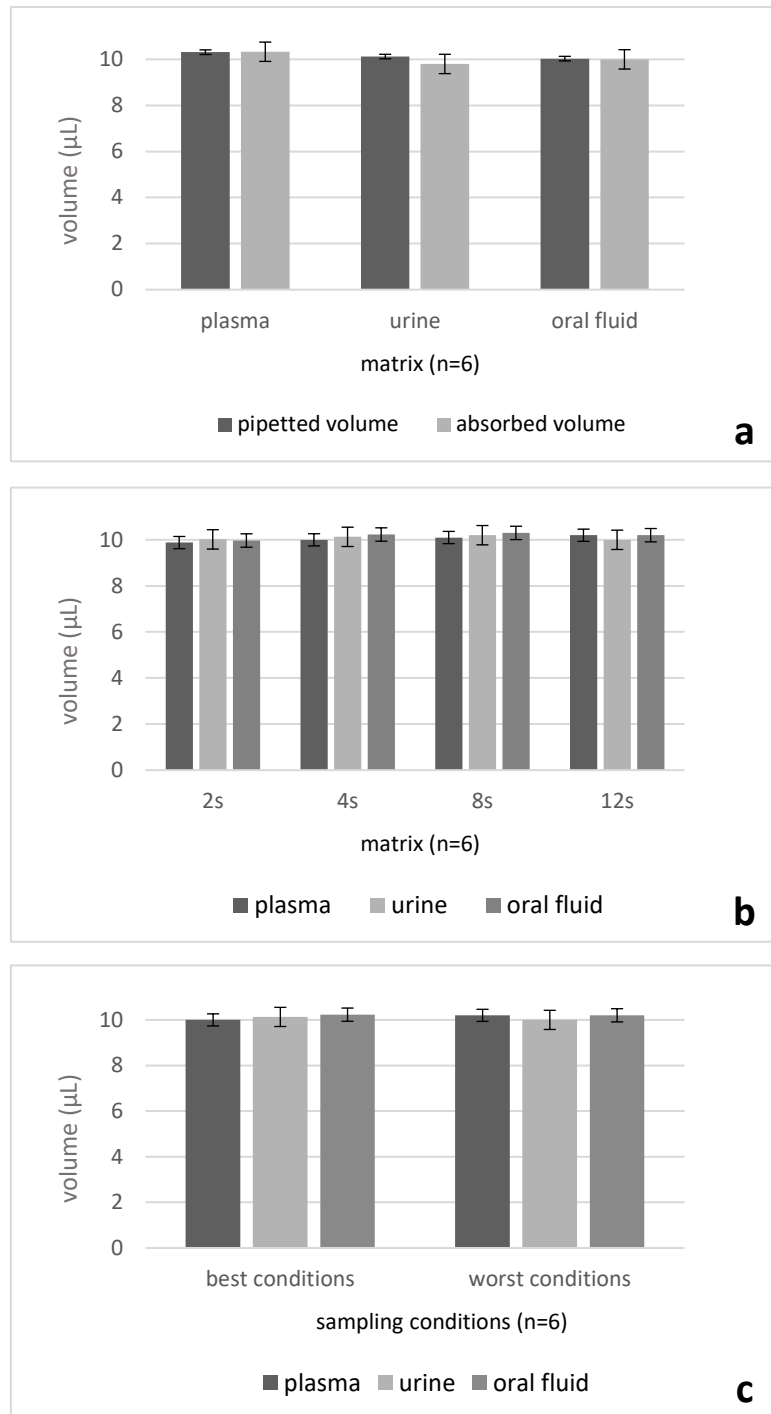 volume (µL)
10
8
6
4
2
0
plasma urine oral fluid
matrix (n=6)
pipetted volume absorbed volume
a
volume (µL)
10
8
6
4
2
0
2s 4s 8s 12s
matrix (n=6)
plasma urine oral fluid
b
volume (µL)
10
8
6
4
2
0
best conditions worst conditions
sampling conditions (n=6)
plasma urine oral fluid
c